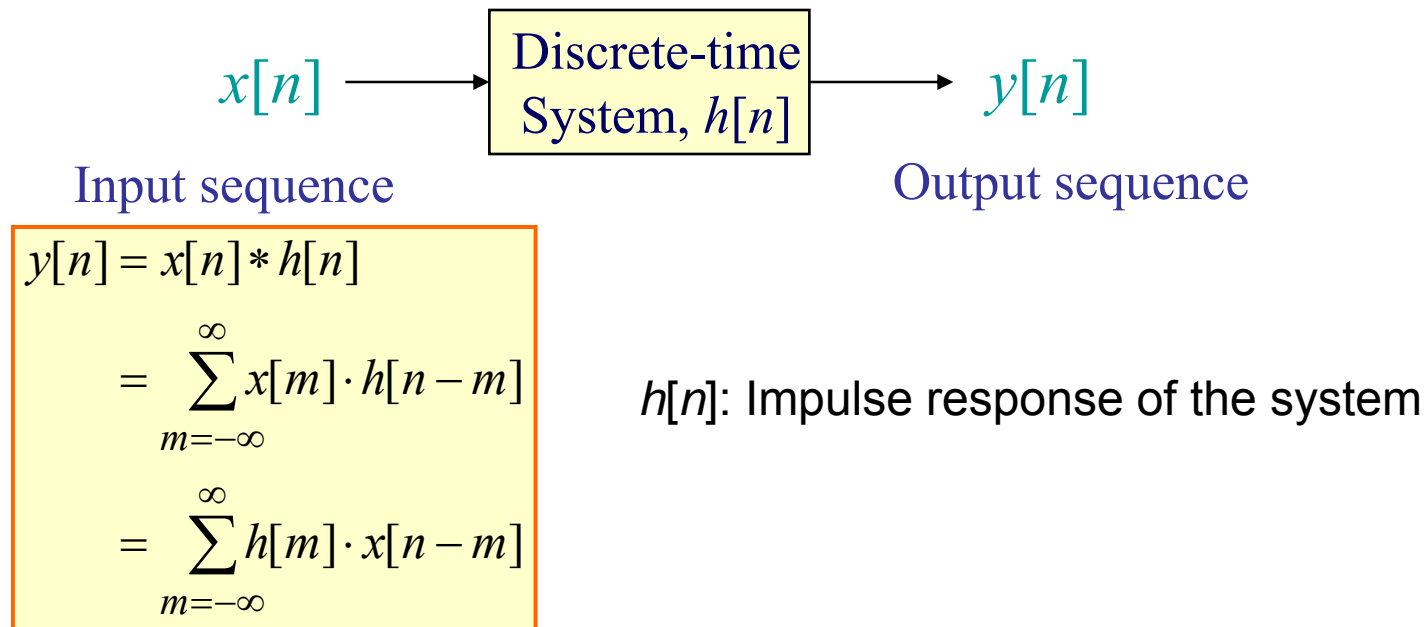 Discrete-time
x[n]
System, h[n]
y[n]
Input sequence
Output sequence
y[n] = x[n] * h[n]
= ∑_{m=-∞}^{∞} x[m] · h[n − m]
h[n]: Impulse response of the system
= ∑_{m=-∞}^{∞} h[m] · x[n − m]